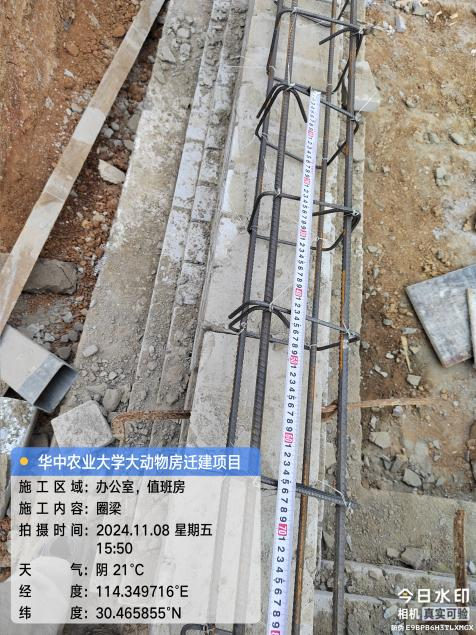 华中农业大学大动物房迁建项目
施工区域：办公室，值班房
施工内容：圈梁
拍摄时间：2024.11.08 星期五
15:50
天 气：阴 21℃
经 度：114.349716°E
纬 度：30.465855°N
今日水印
相机 真实可验
防伪 E9BPB6H3TLXMGX